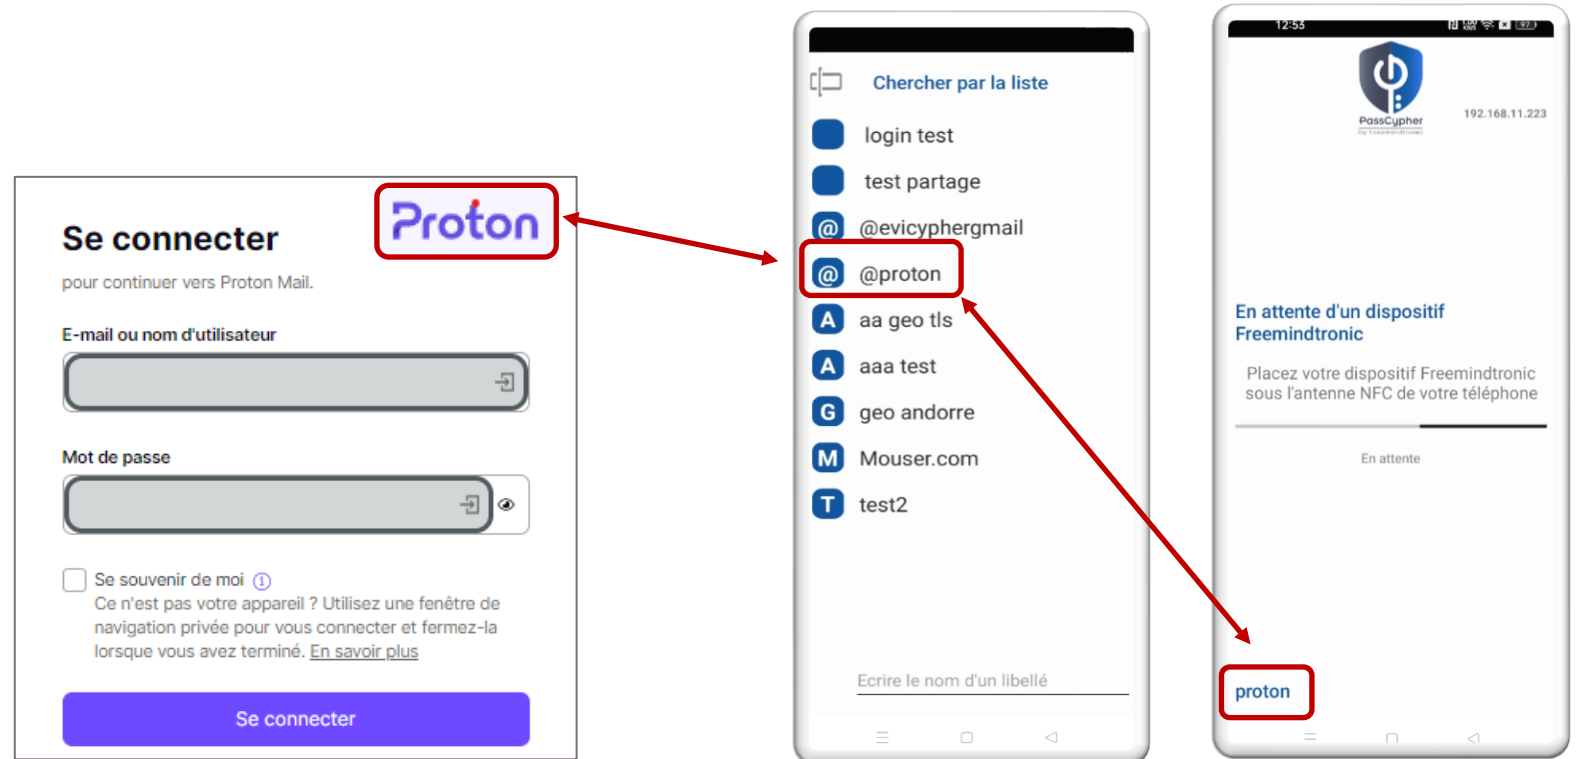 Proton
Se connecter
pour continuer vers Proton Mail.
E-mail ou nom d'utilisateur
Mot de passe
Se souvenir de moi
Ce n'est pas votre appareil ? Utilisez une fenêtre de
navigation privée pour vous connecter et fermez-la
lorsque vous avez terminé. En savoir plus
Se connecter
Chercher par la liste
login test
test partage
@ @evicyphergmail
@ @proton
A aa geo tls
A aaa test
G geo andorre
M Mouser.com
T test2
Ecrire le nom d'un libellé
12:53
97
PassCypher
by Freemindtronic
192.168.11.223
En attente d'un dispositif
Freemindtronic
Placez votre dispositif Freemindtronic
sous l'antenne NFC de votre téléphone
En attente
proton